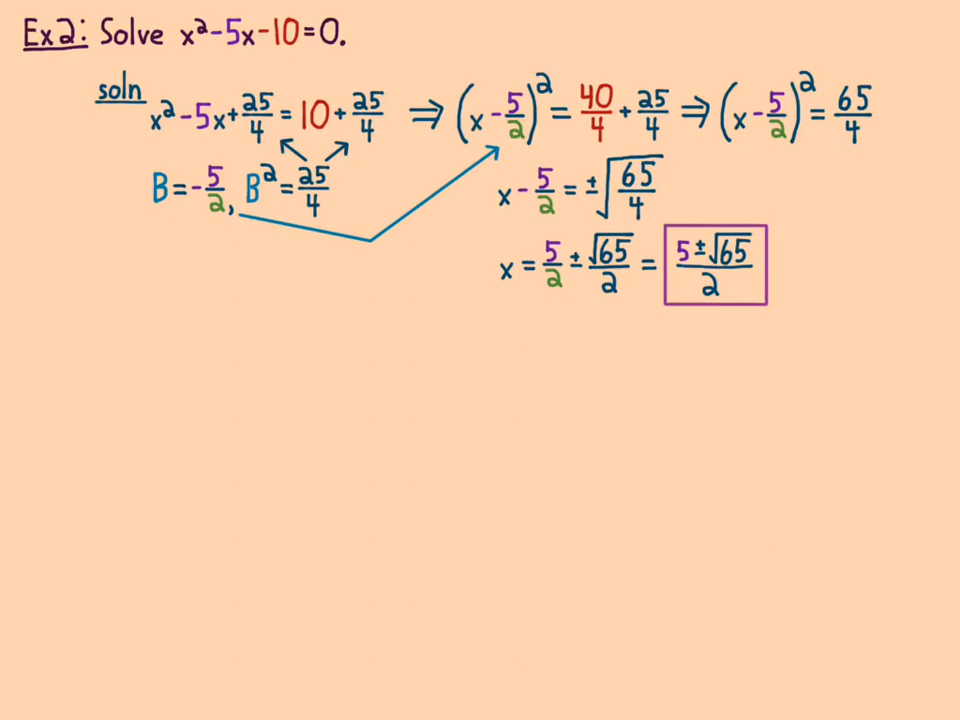 Ex2: Solve x²-5x-10=0.
soln x²-5x+25/4=10+25/4 ⇒ (x-5/2)²=40/4+25/4 ⇒ (x-5/2)²=65/4
B=-5/2, B²=25/4
x-5/2=±√(65/4)
x=5/2±√65/2=(5±√65)/2